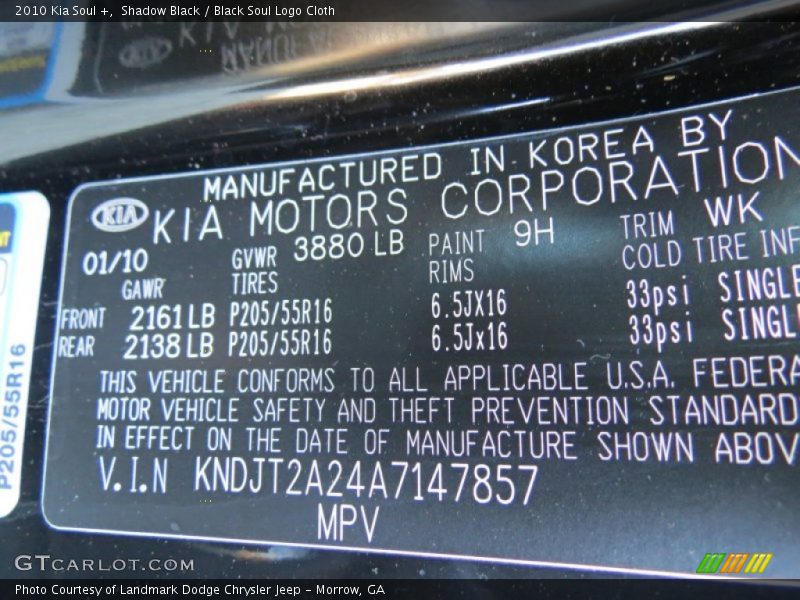 2010 Kia Soul +,  Shadow Black / Black Soul Logo Cloth
MANUFACTURED IN KOREA BY
KIA KIA MOTORS CORPORATION
01/10 GVWR 3880 LB PAINT 9H TRIM WK
GAWR TIRES RIMS COLD TIRE INF
FRONT 2161 LB P205/55R16 6.5JX16 33psi SINGLE
REAR 2138 LB P205/55R16 6.5Jx16 33psi SINGL
THIS VEHICLE CONFORMS TO ALL APPLICABLE U.S.A. FEDERA
MOTOR VEHICLE SAFETY AND THEFT PREVENTION STANDARD
IN EFFECT ON THE DATE OF MANUFACTURE SHOWN ABOV
V.I.N KNDJT2A24A7147857
MPV
P205/55R16
GTCARLOT.COM
Photo Courtesy of Landmark Dodge Chrysler Jeep - Morrow, GA